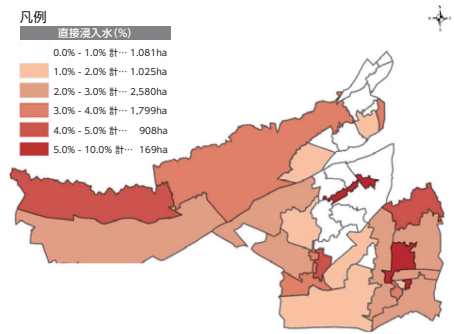 凡例
直接浸入水(%)
0.0% - 1.0% 計… 1.081ha
1.0% - 2.0% 計… 1.025ha
2.0% - 3.0% 計… 2,580ha
3.0% - 4.0% 計… 1,799ha
4.0% - 5.0% 計… 908ha
5.0% - 10.0% 計… 169ha